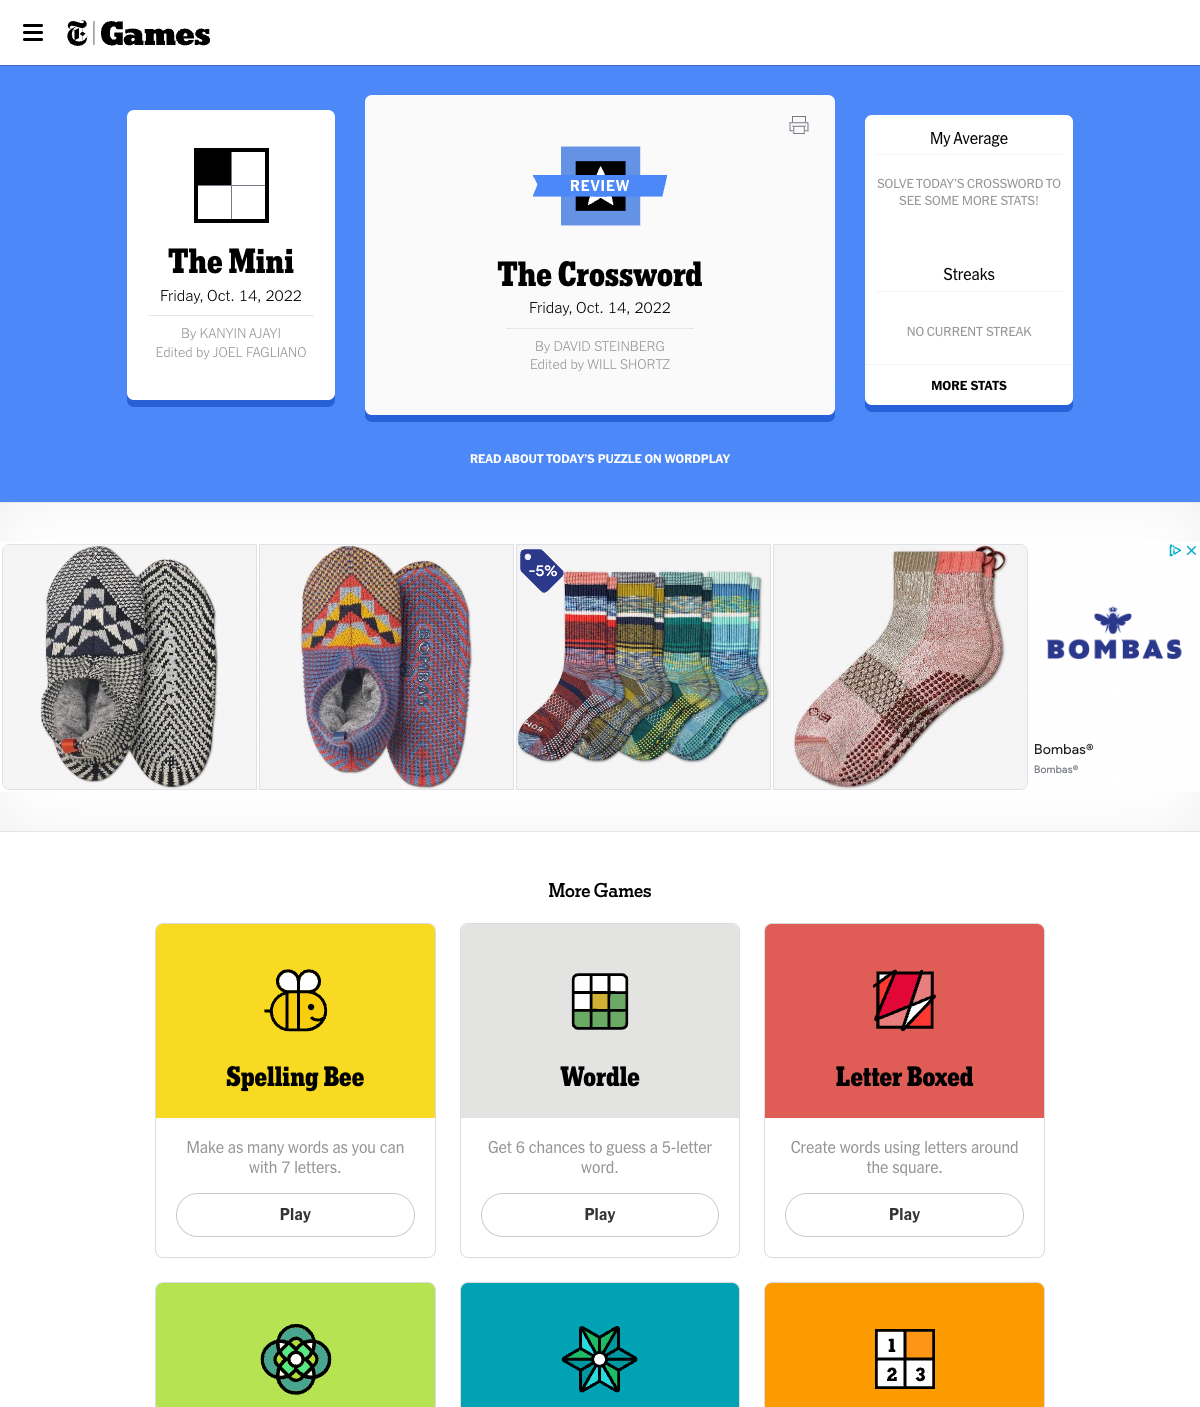 Games
The Mini
Friday, Oct. 14, 2022
By KANYIN AJAYI
Edited by JOEL FAGLIANO
REVIEW
The Crossword
Friday, Oct. 14, 2022
By DAVID STEINBERG
Edited by WILL SHORTZ
My Average
SOLVE TODAY'S CROSSWORD TO
SEE SOME MORE STATS!
Streaks
NO CURRENT STREAK
MORE STATS
READ ABOUT TODAY'S PUZZLE ON WORDPLAY
BOMBAS
-5%
BOMBAS
Bombas®
Bombas®
More Games
Spelling Bee
Make as many words as you can
with 7 letters.
Play
Wordle
Get 6 chances to guess a 5-letter
word.
Play
Letter Boxed
Create words using letters around
the square.
Play
1
2 3